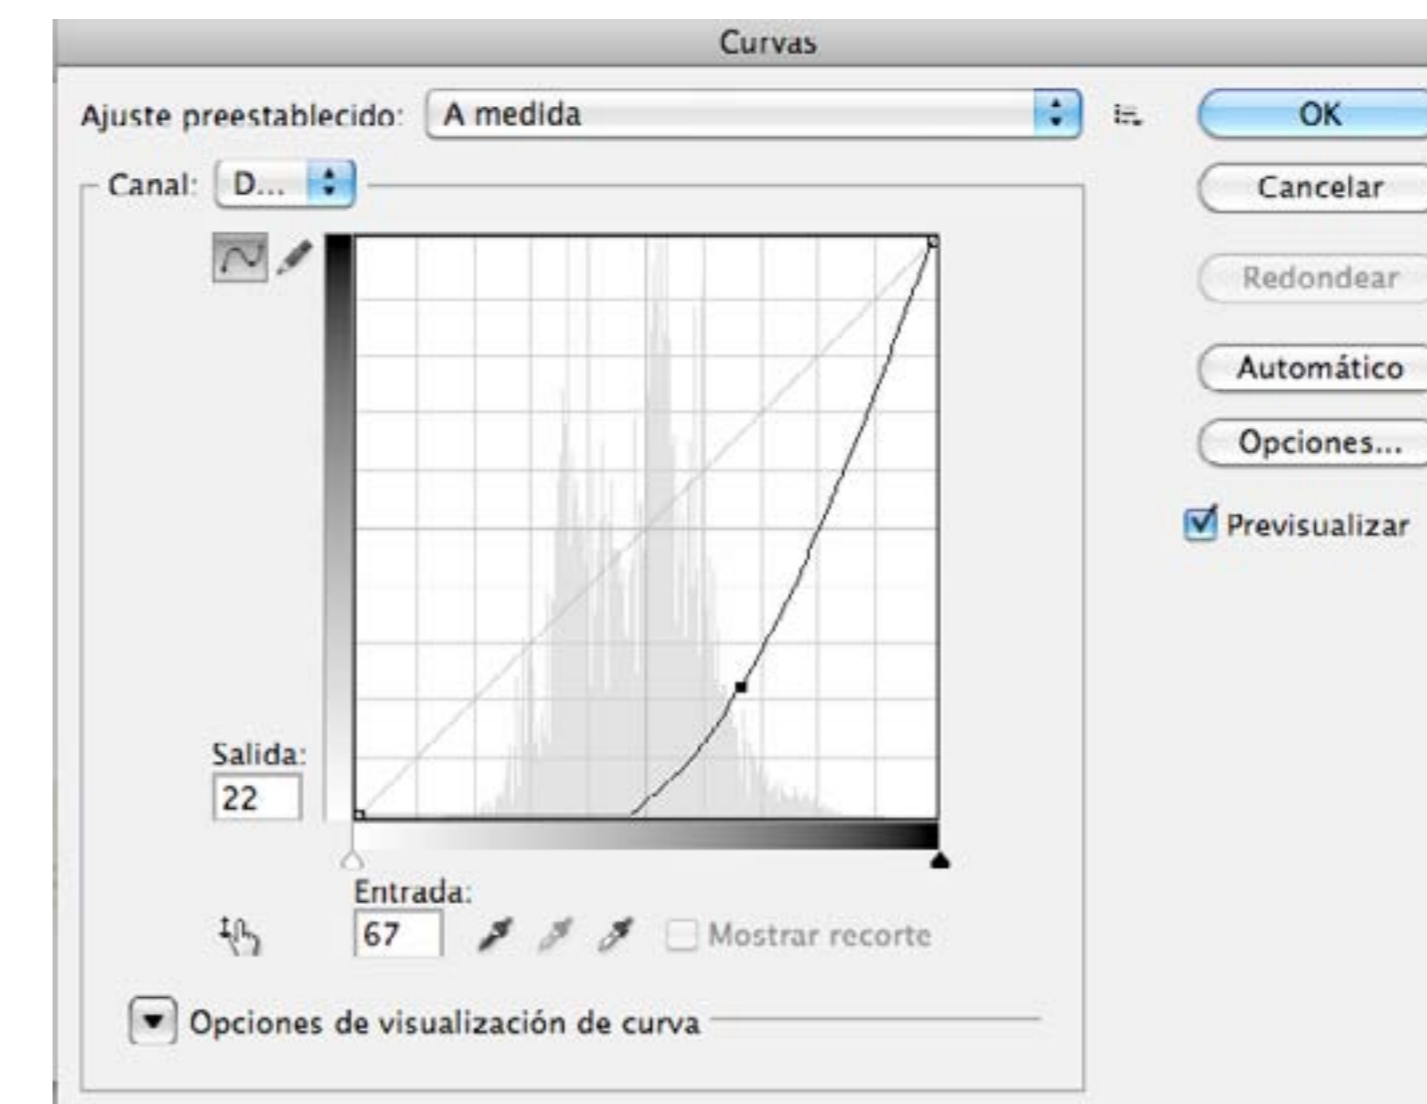 Curvas
Ajuste preestablecido: A medida
OK
Canal: D...
Cancelar
Redondear
Automático
Opciones...
Previsualizar
Salida:
22
Entrada:
67
Mostrar recorte
Opciones de visualización de curva